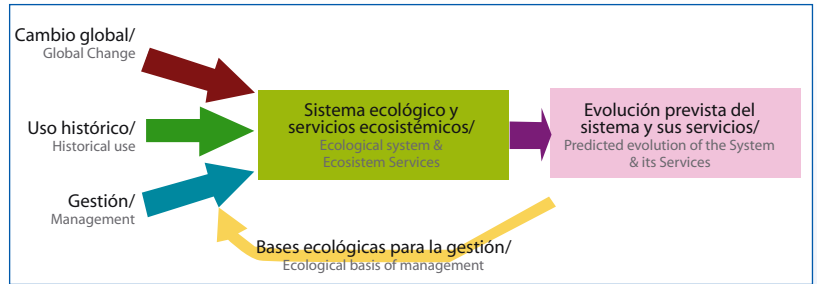 Cambio global/
Global Change
Uso histórico/
Historical use
Gestión/
Management
Sistema ecológico y
servicios ecosistémicos/
Ecological system &
Ecosistem Services
Evolución prevista del
sistema y sus servicios/
Predicted evolution of the System
& its Services
Bases ecológicas para la gestión/
Ecological basis of management